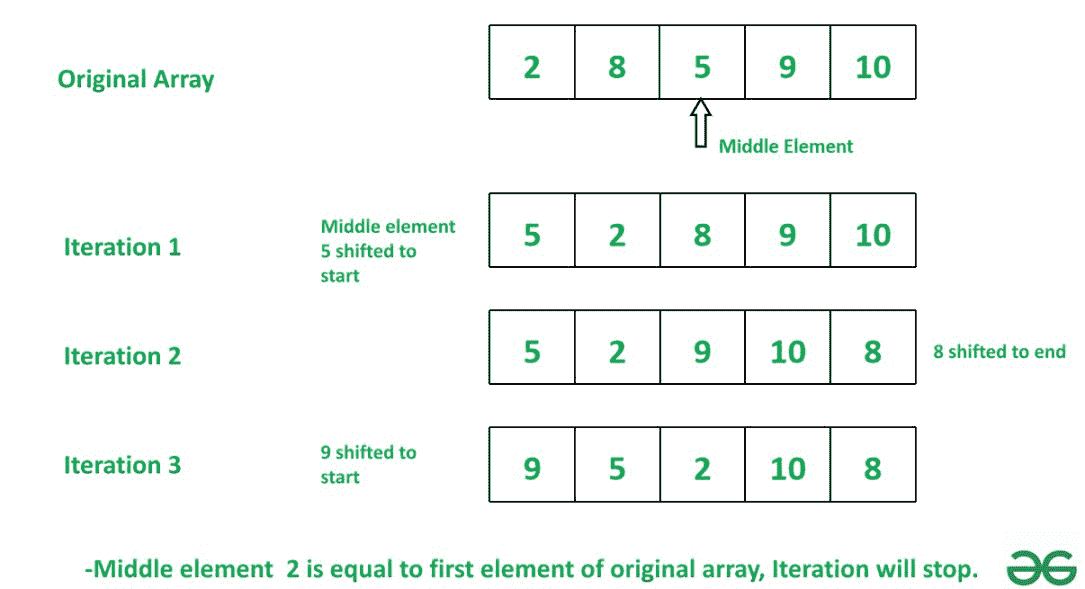 Original Array
2 8 5 9 10
Middle Element
Iteration 1
Middle element
5 shifted to
start
5 2 8 9 10
Iteration 2
5 2 9 10 8
8 shifted to end
Iteration 3
9 shifted to
start
9 5 2 10 8
-Middle element 2 is equal to first element of original array, Iteration will stop.